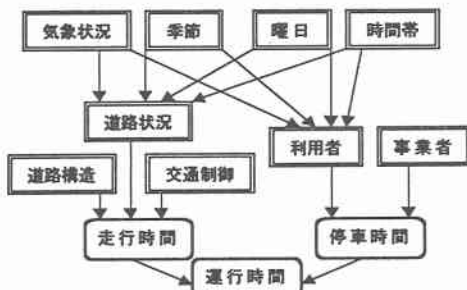 気象状況 季節 曜日 時間帯
道路状況 利用者 事業者
道路構造 交通制御
走行時間 停車時間
運行時間